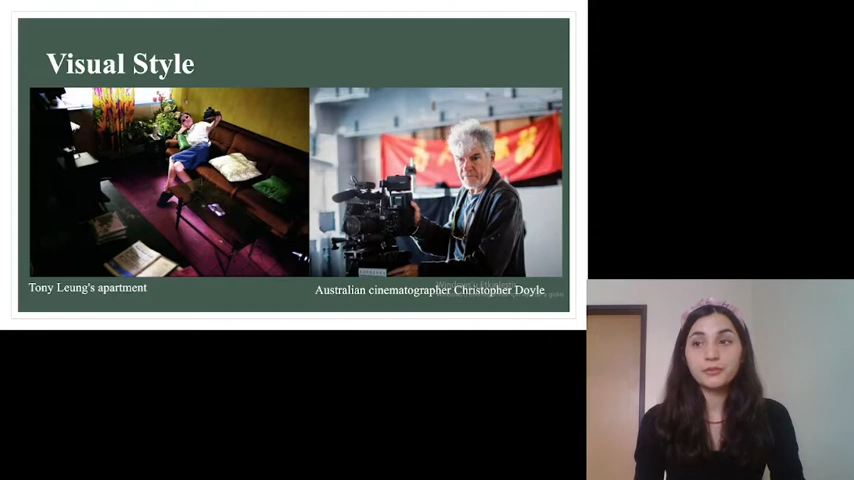 Visual Style
Tony Leung's apartment
Australian cinematographer Christopher Doyle